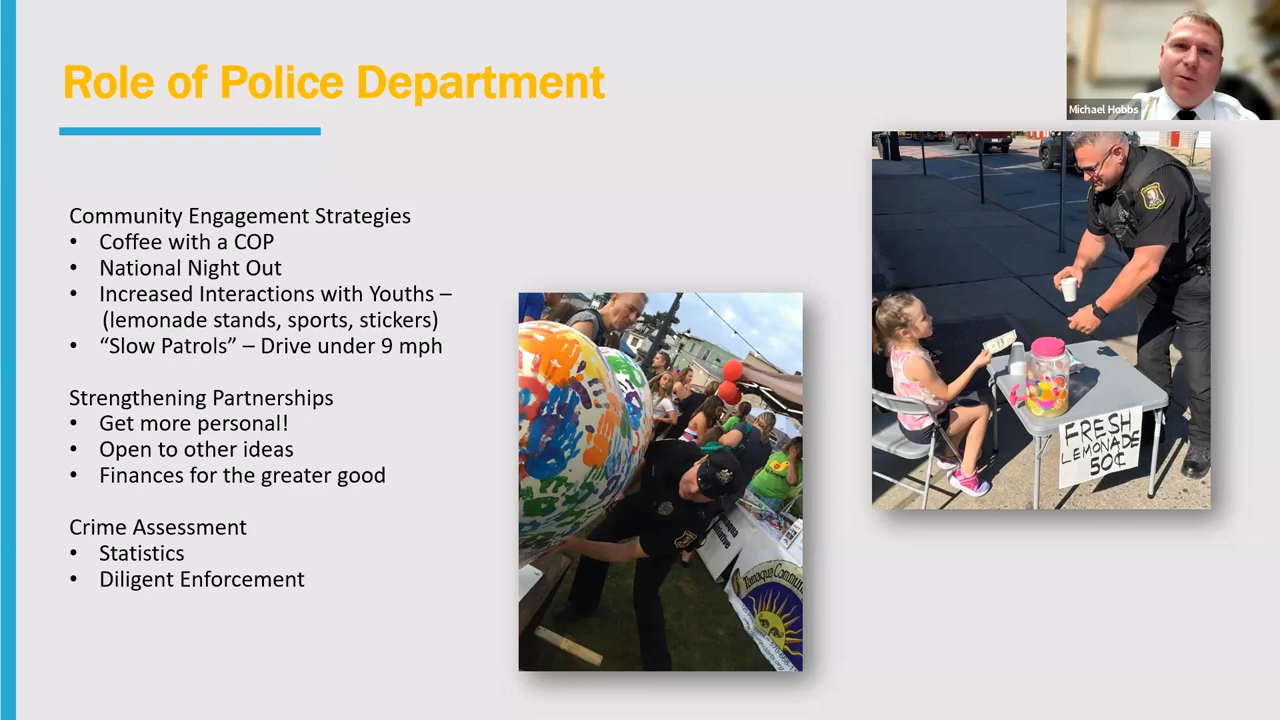 Role of Police Department
Michael Hobbs
Community Engagement Strategies
• Coffee with a COP
• National Night Out
• Increased Interactions with Youths –
(lemonade stands, sports, stickers)
• “Slow Patrols” – Drive under 9 mph
Strengthening Partnerships
• Get more personal!
• Open to other ideas
• Finances for the greater good
Crime Assessment
• Statistics
• Diligent Enforcement
FRESH
LEMONADE
50¢
Tamaqua